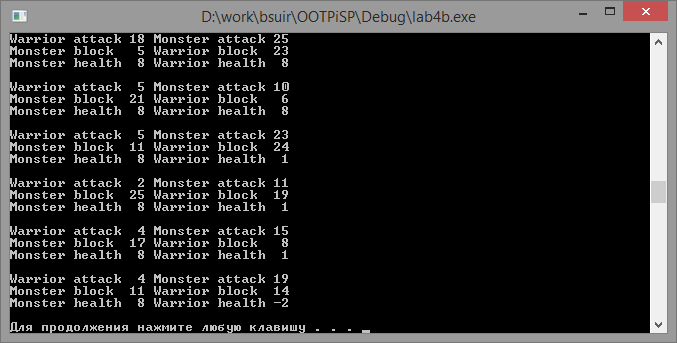 D:\work\bsuir\OOTPiSP\Debug\lab4b.exe
Warrior attack 18 Monster attack 25
Monster block   5 Warrior block  23
Monster health  8 Warrior health  8
Warrior attack  5 Monster attack 10
Monster block  21 Warrior block   6
Monster health  8 Warrior health  8
Warrior attack  5 Monster attack 23
Monster block  11 Warrior block  24
Monster health  8 Warrior health  1
Warrior attack  2 Monster attack 11
Monster block  25 Warrior block  19
Monster health  8 Warrior health  1
Warrior attack  4 Monster attack 15
Monster block  17 Warrior block   8
Monster health  8 Warrior health  1
Warrior attack  4 Monster attack 19
Monster block  11 Warrior block  14
Monster health  8 Warrior health -2
Для продолжения нажмите любую клавишу . . . _